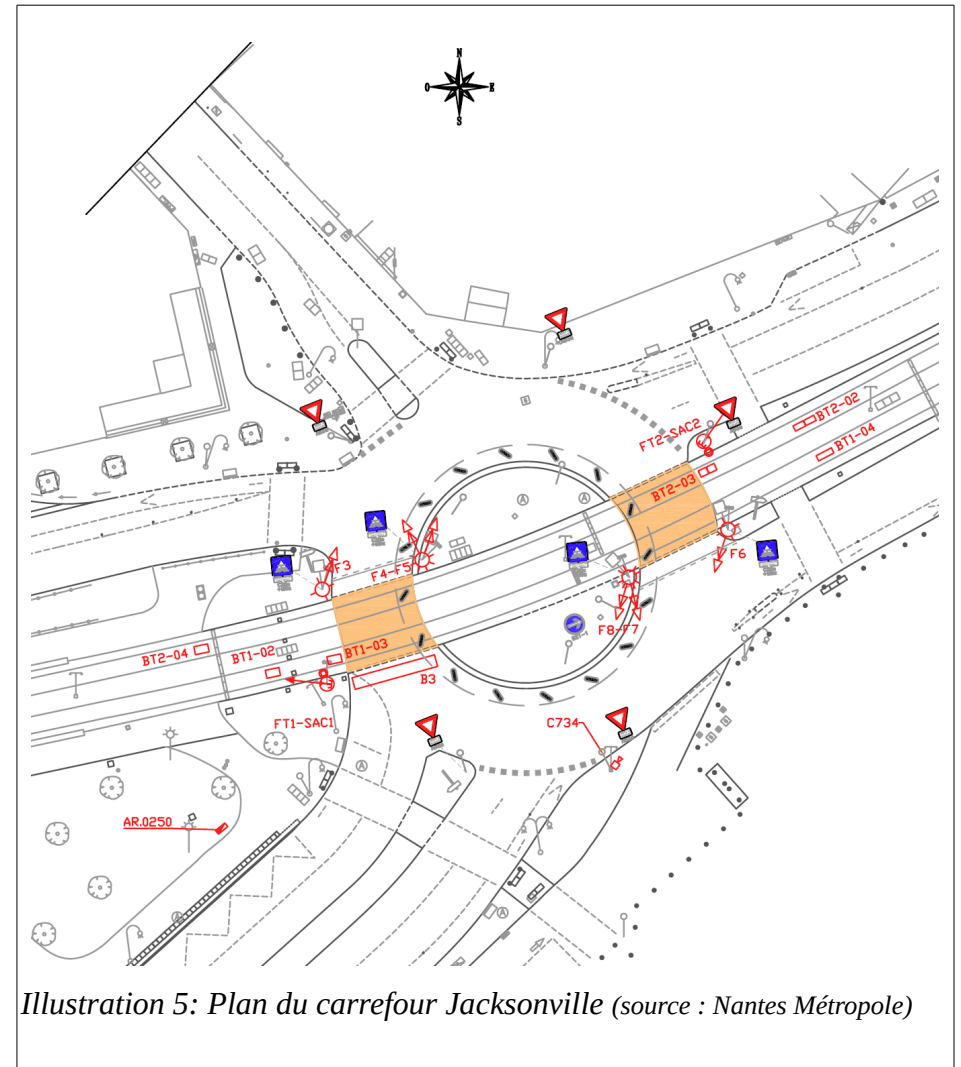 N
O E
S
FT2-SAC2
BT2-02
BT1-04
BT2-03
F6
F3
F4-F5
F8-F7
BT2-04
BT1-02
BT1-03
B3
FT1-SAC1
C734
AR.0250
A
A
A
A
A
A
S
Illustration 5: Plan du carrefour Jacksonville (source : Nantes Métropole)